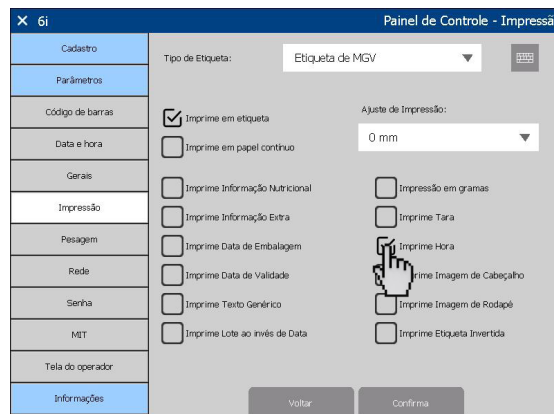 6i
Painel de Controle - Impressã
Cadastro
Parâmetros
Código de barras
Data e hora
Gerais
Impressão
Pesagem
Rede
Senha
MIT
Tela do operador
Informações
Tipo de Etiqueta:
Etiqueta de MGV
Imprime em etiqueta
Imprime em papel contínuo
Ajuste de Impressão:
0 mm
Imprime Informação Nutricional
Imprime Informação Extra
Imprime Data de Embalagem
Imprime Data de Validade
Imprime Texto Genérico
Imprime Lote ao invés de Data
Impressão em gramas
Imprime Tara
Imprime Hora
rime Imagem de Cabeçalho
Imprime Imagem de Rodapé
Imprime Etiqueta Invertida
Voltar
Confirma